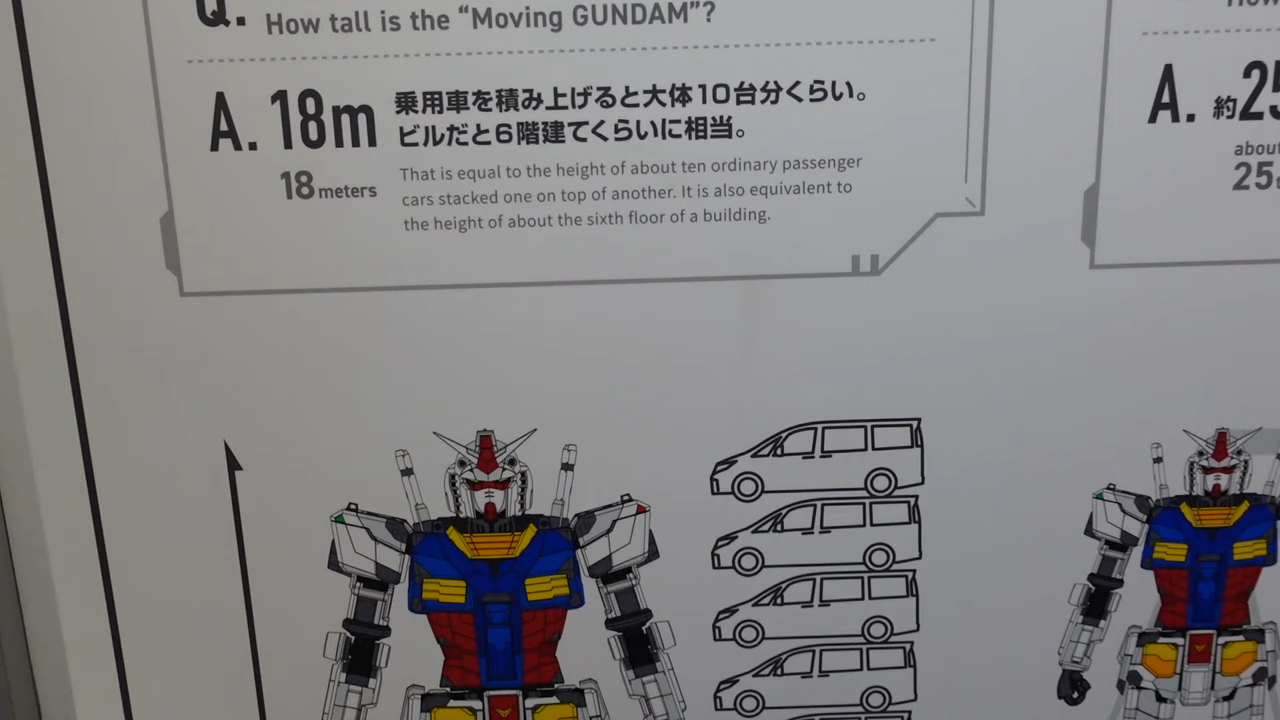 Q. How tall is the “Moving GUNDAM”?
A. 18m
18 meters
乗用車を積み上げると大体10台分くらい。
ビルだと6階建てくらいに相当。
That is equal to the height of about ten ordinary passenger
cars stacked one on top of another. It is also equivalent to
the height of about the sixth floor of a building.
A. 約25
about
25